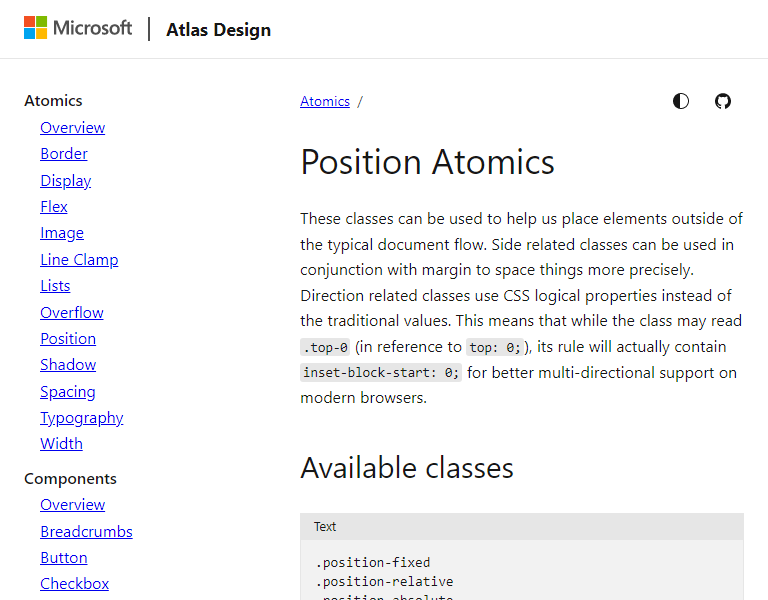 Microsoft | Atlas Design
Atomics
Overview
Border
Display
Flex
Image
Line Clamp
Lists
Overflow
Position
Shadow
Spacing
Typography
Width
Components
Overview
Breadcrumbs
Button
Checkbox
Atomics /
Position Atomics
These classes can be used to help us place elements outside of
the typical document flow. Side related classes can be used in
conjunction with margin to space things more precisely.
Direction related classes use CSS logical properties instead of
the traditional values. This means that while the class may read
.top-0 (in reference to top: 0;), its rule will actually contain
inset-block-start: 0; for better multi-directional support on
modern browsers.
Available classes
Text
.position-fixed
.position-relative
.position-absolute